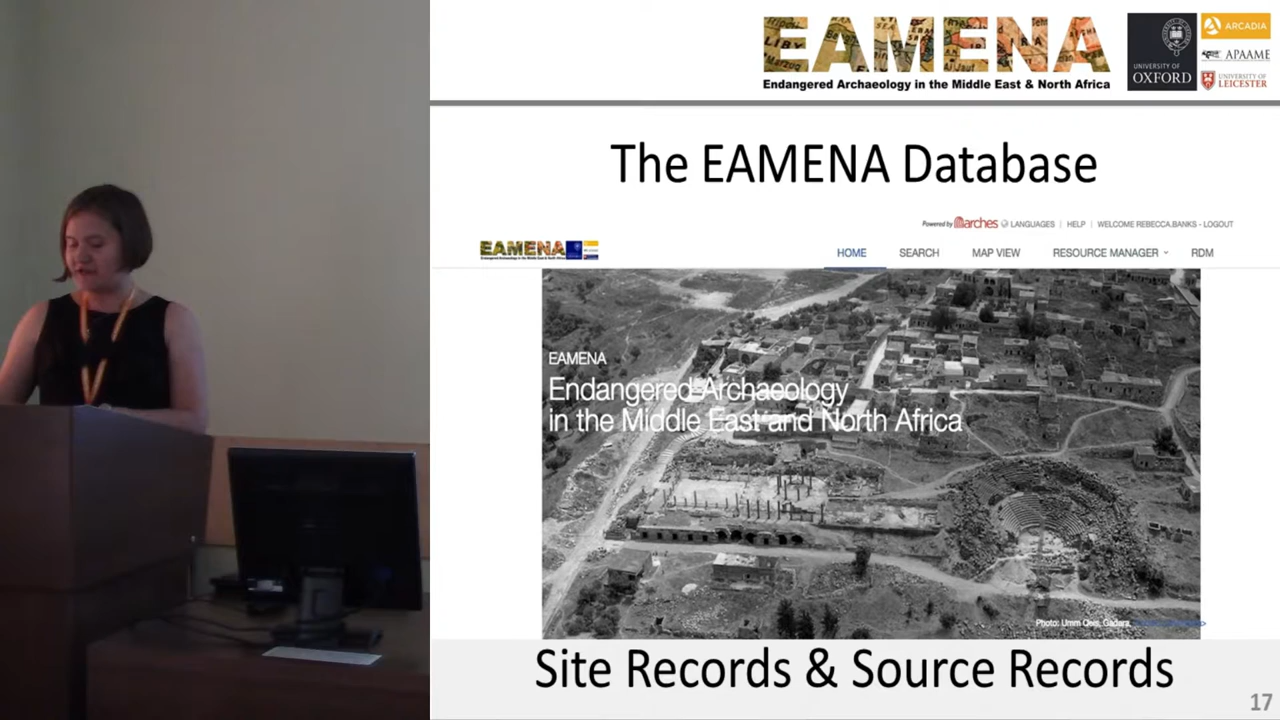 EAMENA
Endangered Archaeology in the Middle East & North Africa
UNIVERSITY OF
OXFORD
ARCADIA
APAAME
UNIVERSITY OF
LEICESTER
The EAMENA Database
Powered by arches LANGUAGES | HELP | WELCOME REBECCA.BANKS - LOGOUT
EAMENA
HOME SEARCH MAP VIEW RESOURCE MANAGER RDM
EAMENA
Endangered Archaeology
in the Middle East and North Africa
Photo: Umm Qeis, Gadara,
Site Records & Source Records
17